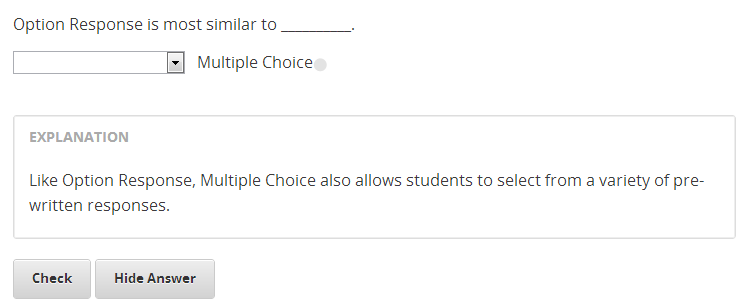 Option Response is most similar to _________.
Multiple Choice
EXPLANATION
Like Option Response, Multiple Choice also allows students to select from a variety of pre-
written responses.
Check Hide Answer